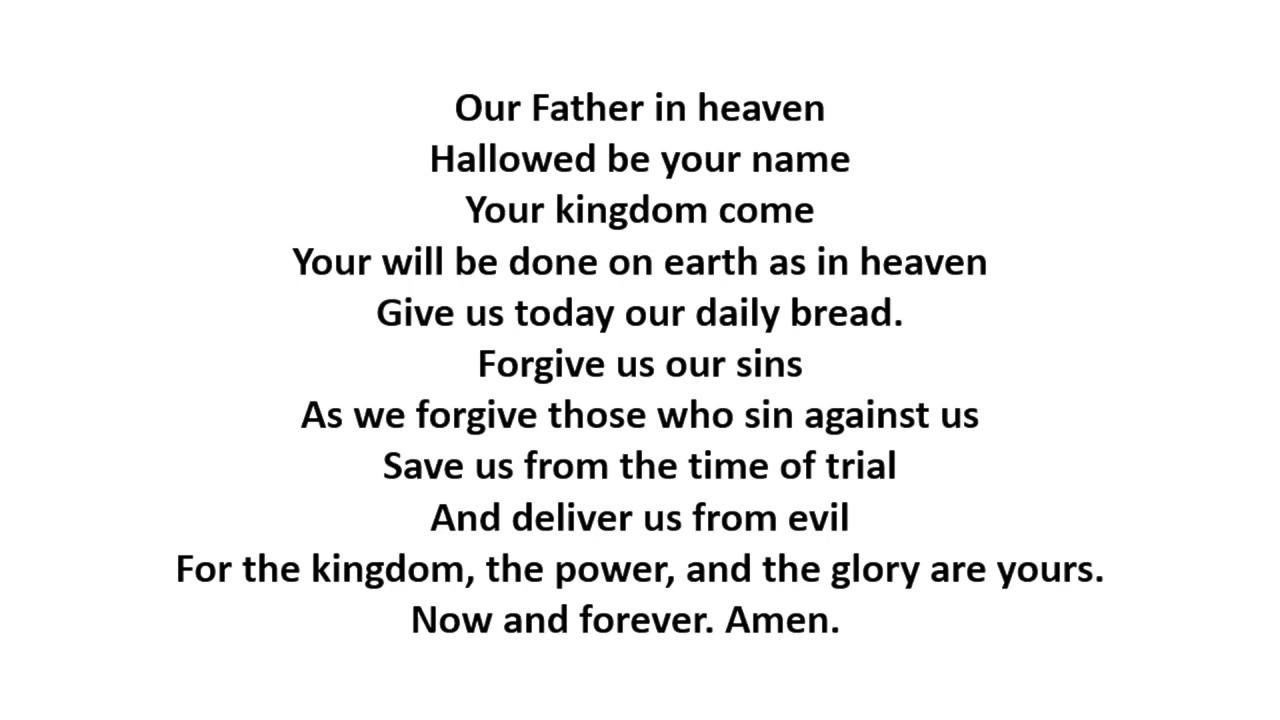 Our Father in heaven
Hallowed be your name
Your kingdom come
Your will be done on earth as in heaven
Give us today our daily bread.
Forgive us our sins
As we forgive those who sin against us
Save us from the time of trial
And deliver us from evil
For the kingdom, the power, and the glory are yours.
Now and forever. Amen.